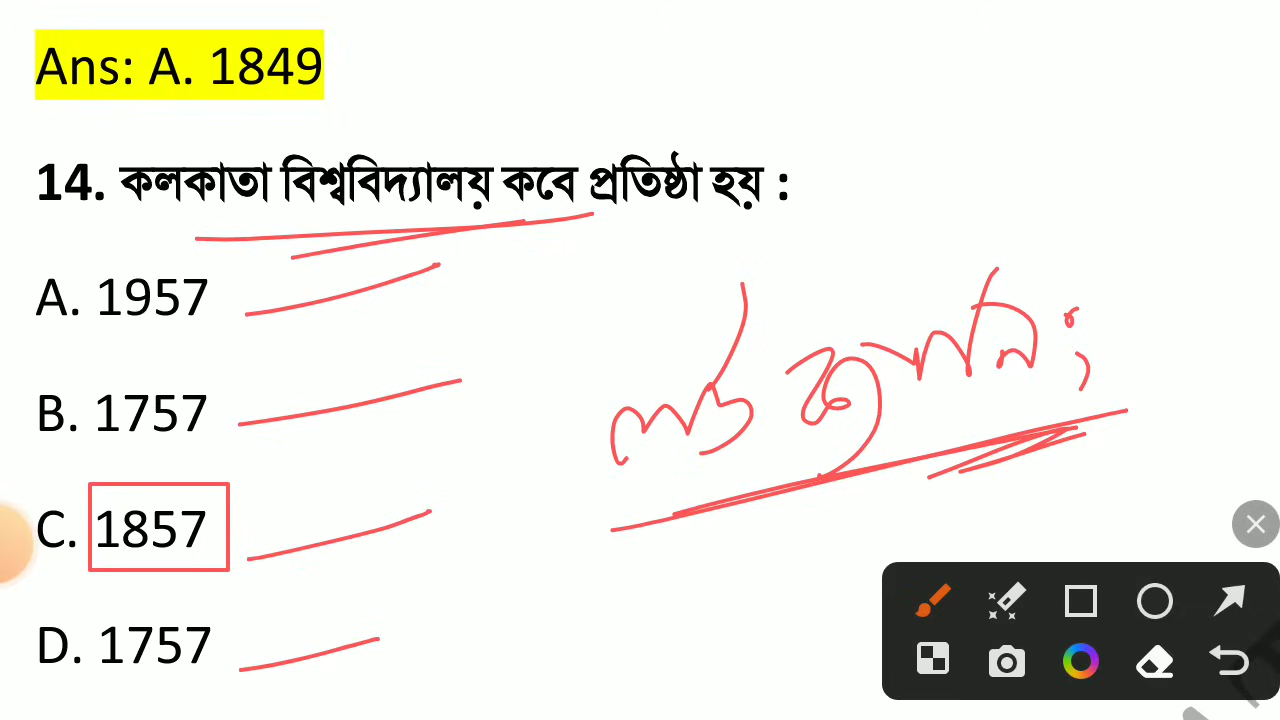 Ans: A. 1849
14. কলকাতা বিশ্ববিদ্যালয় কবে প্রতিষ্ঠা হয় :
A. 1957
B. 1757
C. 1857
D. 1757